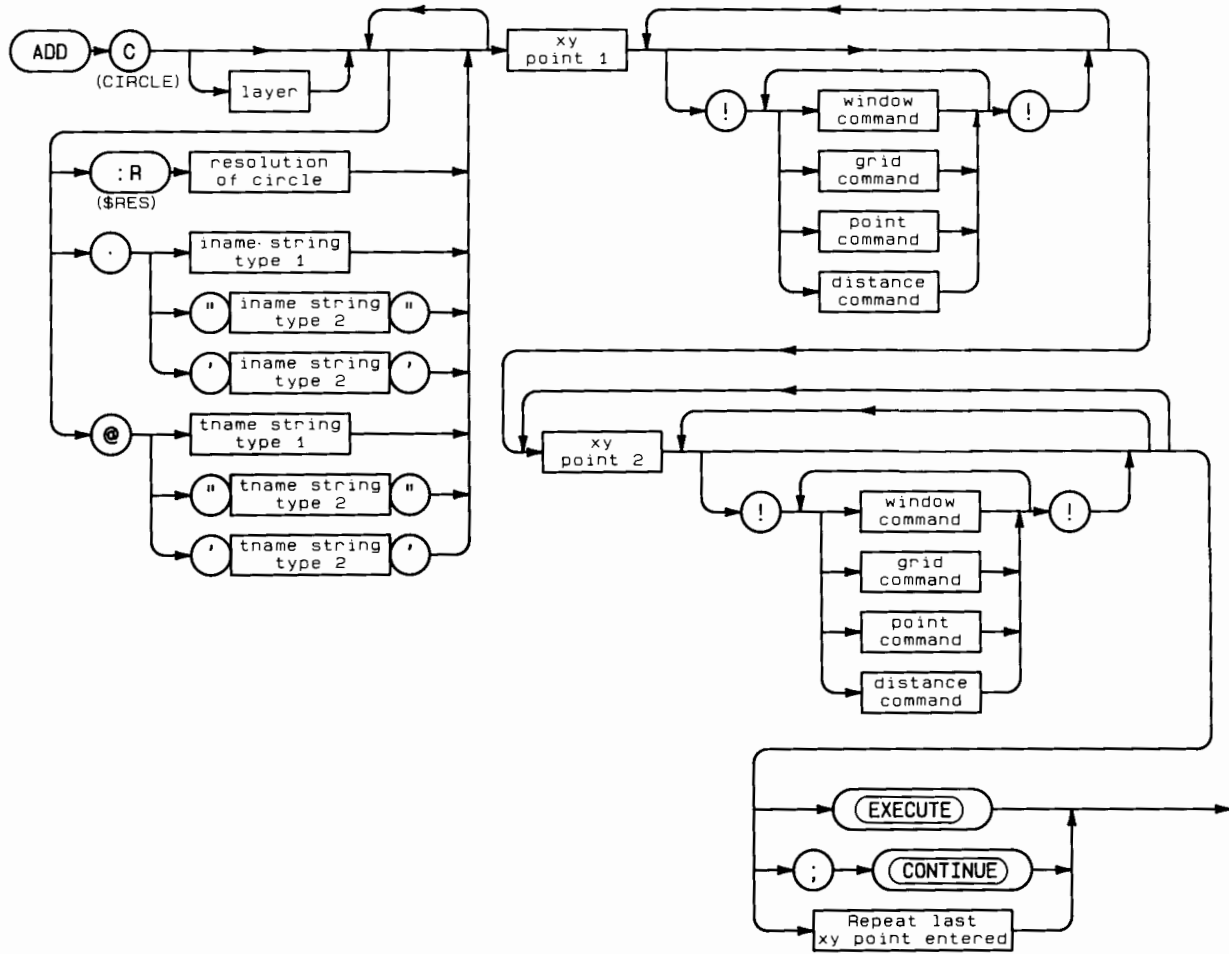 ADD C
(CIRCLE)
layer
xy
point 1
! window
command !
grid
command
point
command
distance
command
:R resolution
of circle
($RES)
. iname string
type 1
" iname string
type 2 "
' iname string
type 2 '
@ tname string
type 1
" tname string
type 2 "
' tname string
type 2 '
xy
point 2
! window
command !
grid
command
point
command
distance
command
EXECUTE
; CONTINUE
Repeat last
xy point entered